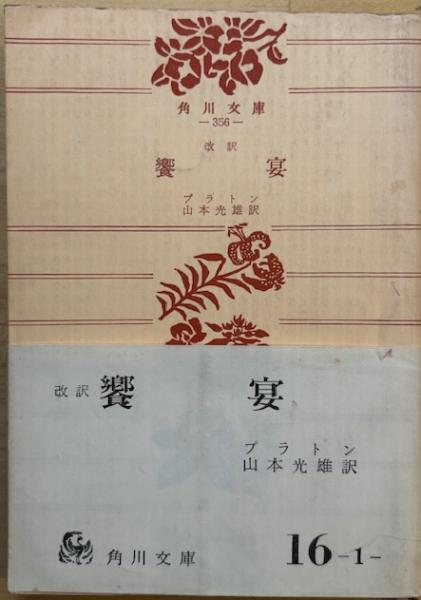 角川文庫
—356—
改訳
饗宴
プラトン
山本光雄訳
改訳 饗宴
プラトン
山本光雄訳
角川文庫 16-1-